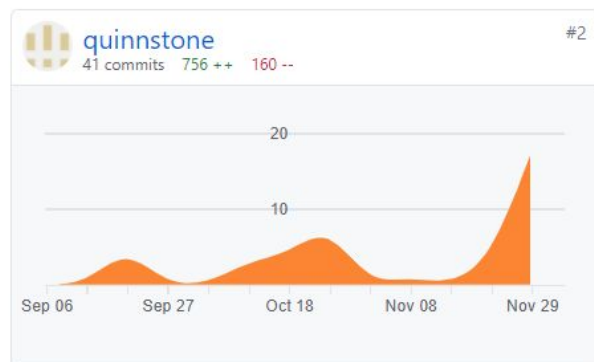 quinnstone #2
41 commits 756 ++ 160 --
20
10
Sep 06 Sep 27 Oct 18 Nov 08 Nov 29